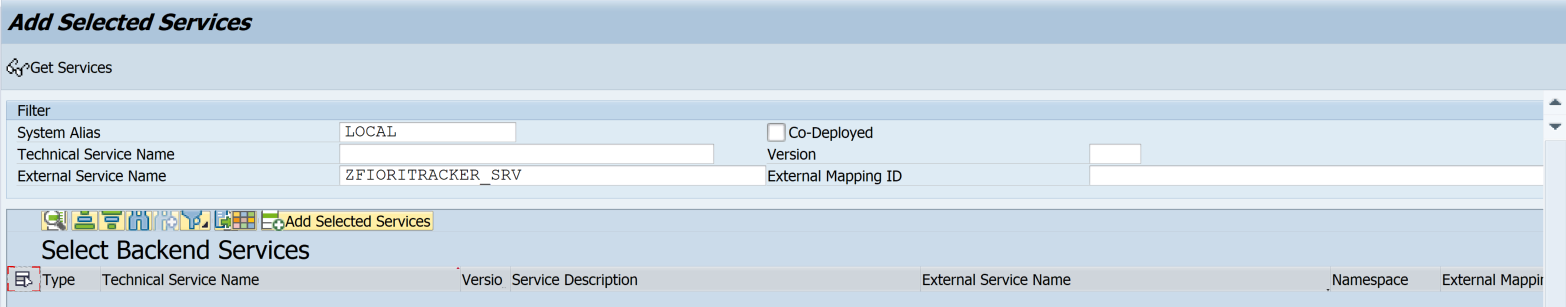 Add Selected Services
Get Services
Filter
System Alias LOCAL Co-Deployed
Technical Service Name Version
External Service Name ZFIORITRACKER_SRV External Mapping ID
Add Selected Services
Select Backend Services
Type Technical Service Name Versio Service Description External Service Name Namespace External Mappin